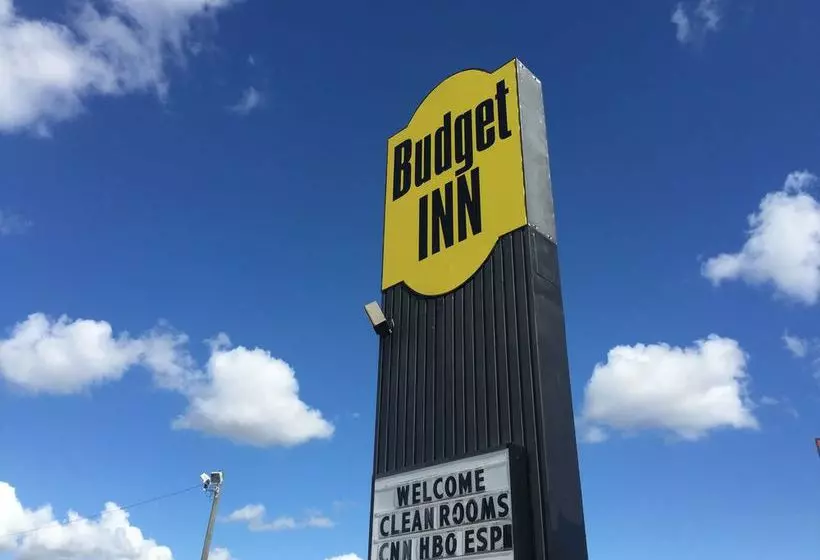 Budget
INN
WELCOME
CLEAN ROOMS
CNN HBO ESP